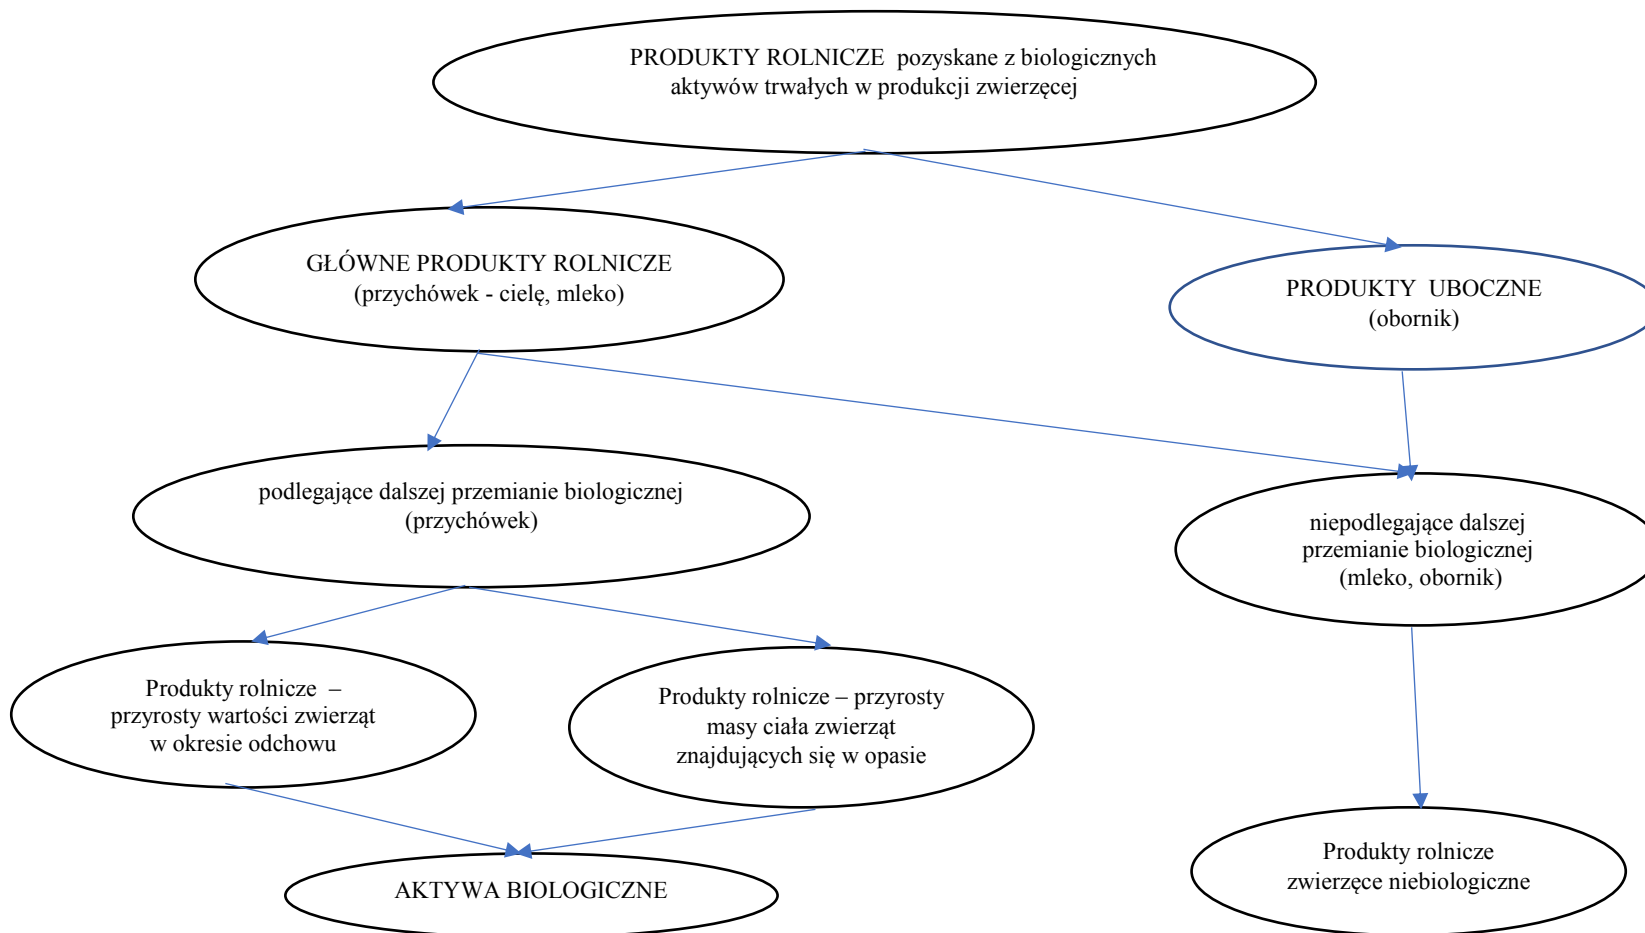 PRODUKTY ROLNICZE pozyskane z biologicznych
aktywów trwałych w produkcji zwierzęcej
GŁÓWNE PRODUKTY ROLNICZE
(przychówek - cielę, mleko)
PRODUKTY UBOCZNE
(obornik)
podlegające dalszej przemianie biologicznej
(przychówek)
niepodlegające dalszej
przemianie biologicznej
(mleko, obornik)
Produkty rolnicze –
przyrosty wartości zwierząt
w okresie odchowu
Produkty rolnicze – przyrosty
masy ciała zwierząt
znajdujących się w opasie
AKTYWA BIOLOGICZNE
Produkty rolnicze
zwierzęce niebiologiczne